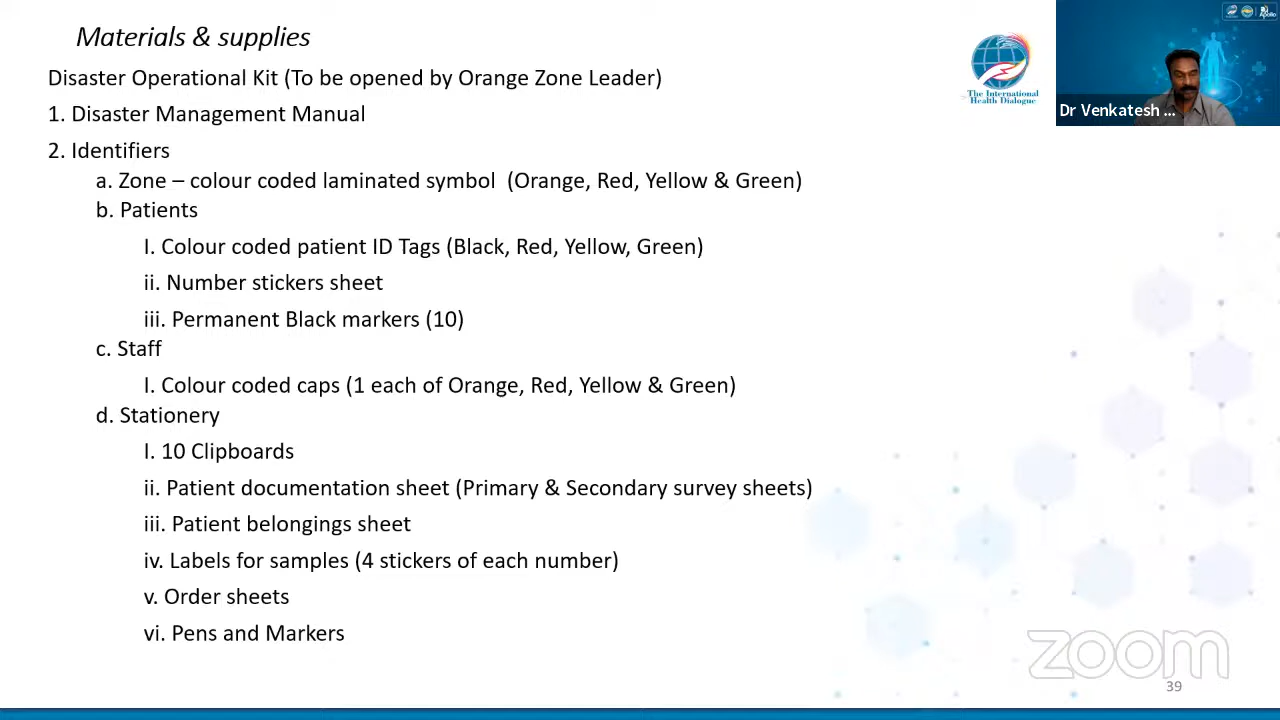 Materials & supplies
Disaster Operational Kit (To be opened by Orange Zone Leader)
1. Disaster Management Manual
2. Identifiers
a. Zone – colour coded laminated symbol (Orange, Red, Yellow & Green)
b. Patients
I. Colour coded patient ID Tags (Black, Red, Yellow, Green)
ii. Number stickers sheet
iii. Permanent Black markers (10)
c. Staff
I. Colour coded caps (1 each of Orange, Red, Yellow & Green)
d. Stationery
I. 10 Clipboards
ii. Patient documentation sheet (Primary & Secondary survey sheets)
iii. Patient belongings sheet
iv. Labels for samples (4 stickers of each number)
v. Order sheets
vi. Pens and Markers
The International
Health Dialogue
Apollo
Dr Venkatesh ...
zoom
39